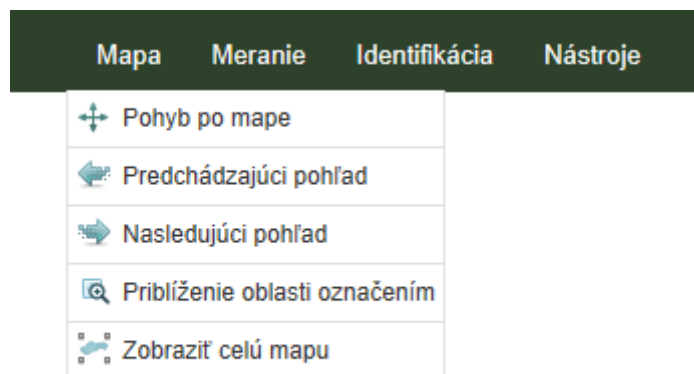 Mapa Meranie Identifikácia Nástroje
Pohyb po mape
Predchádzajúci pohľad
Nasledujúci pohľad
Priblíženie oblasti označením
Zobraziť celú mapu